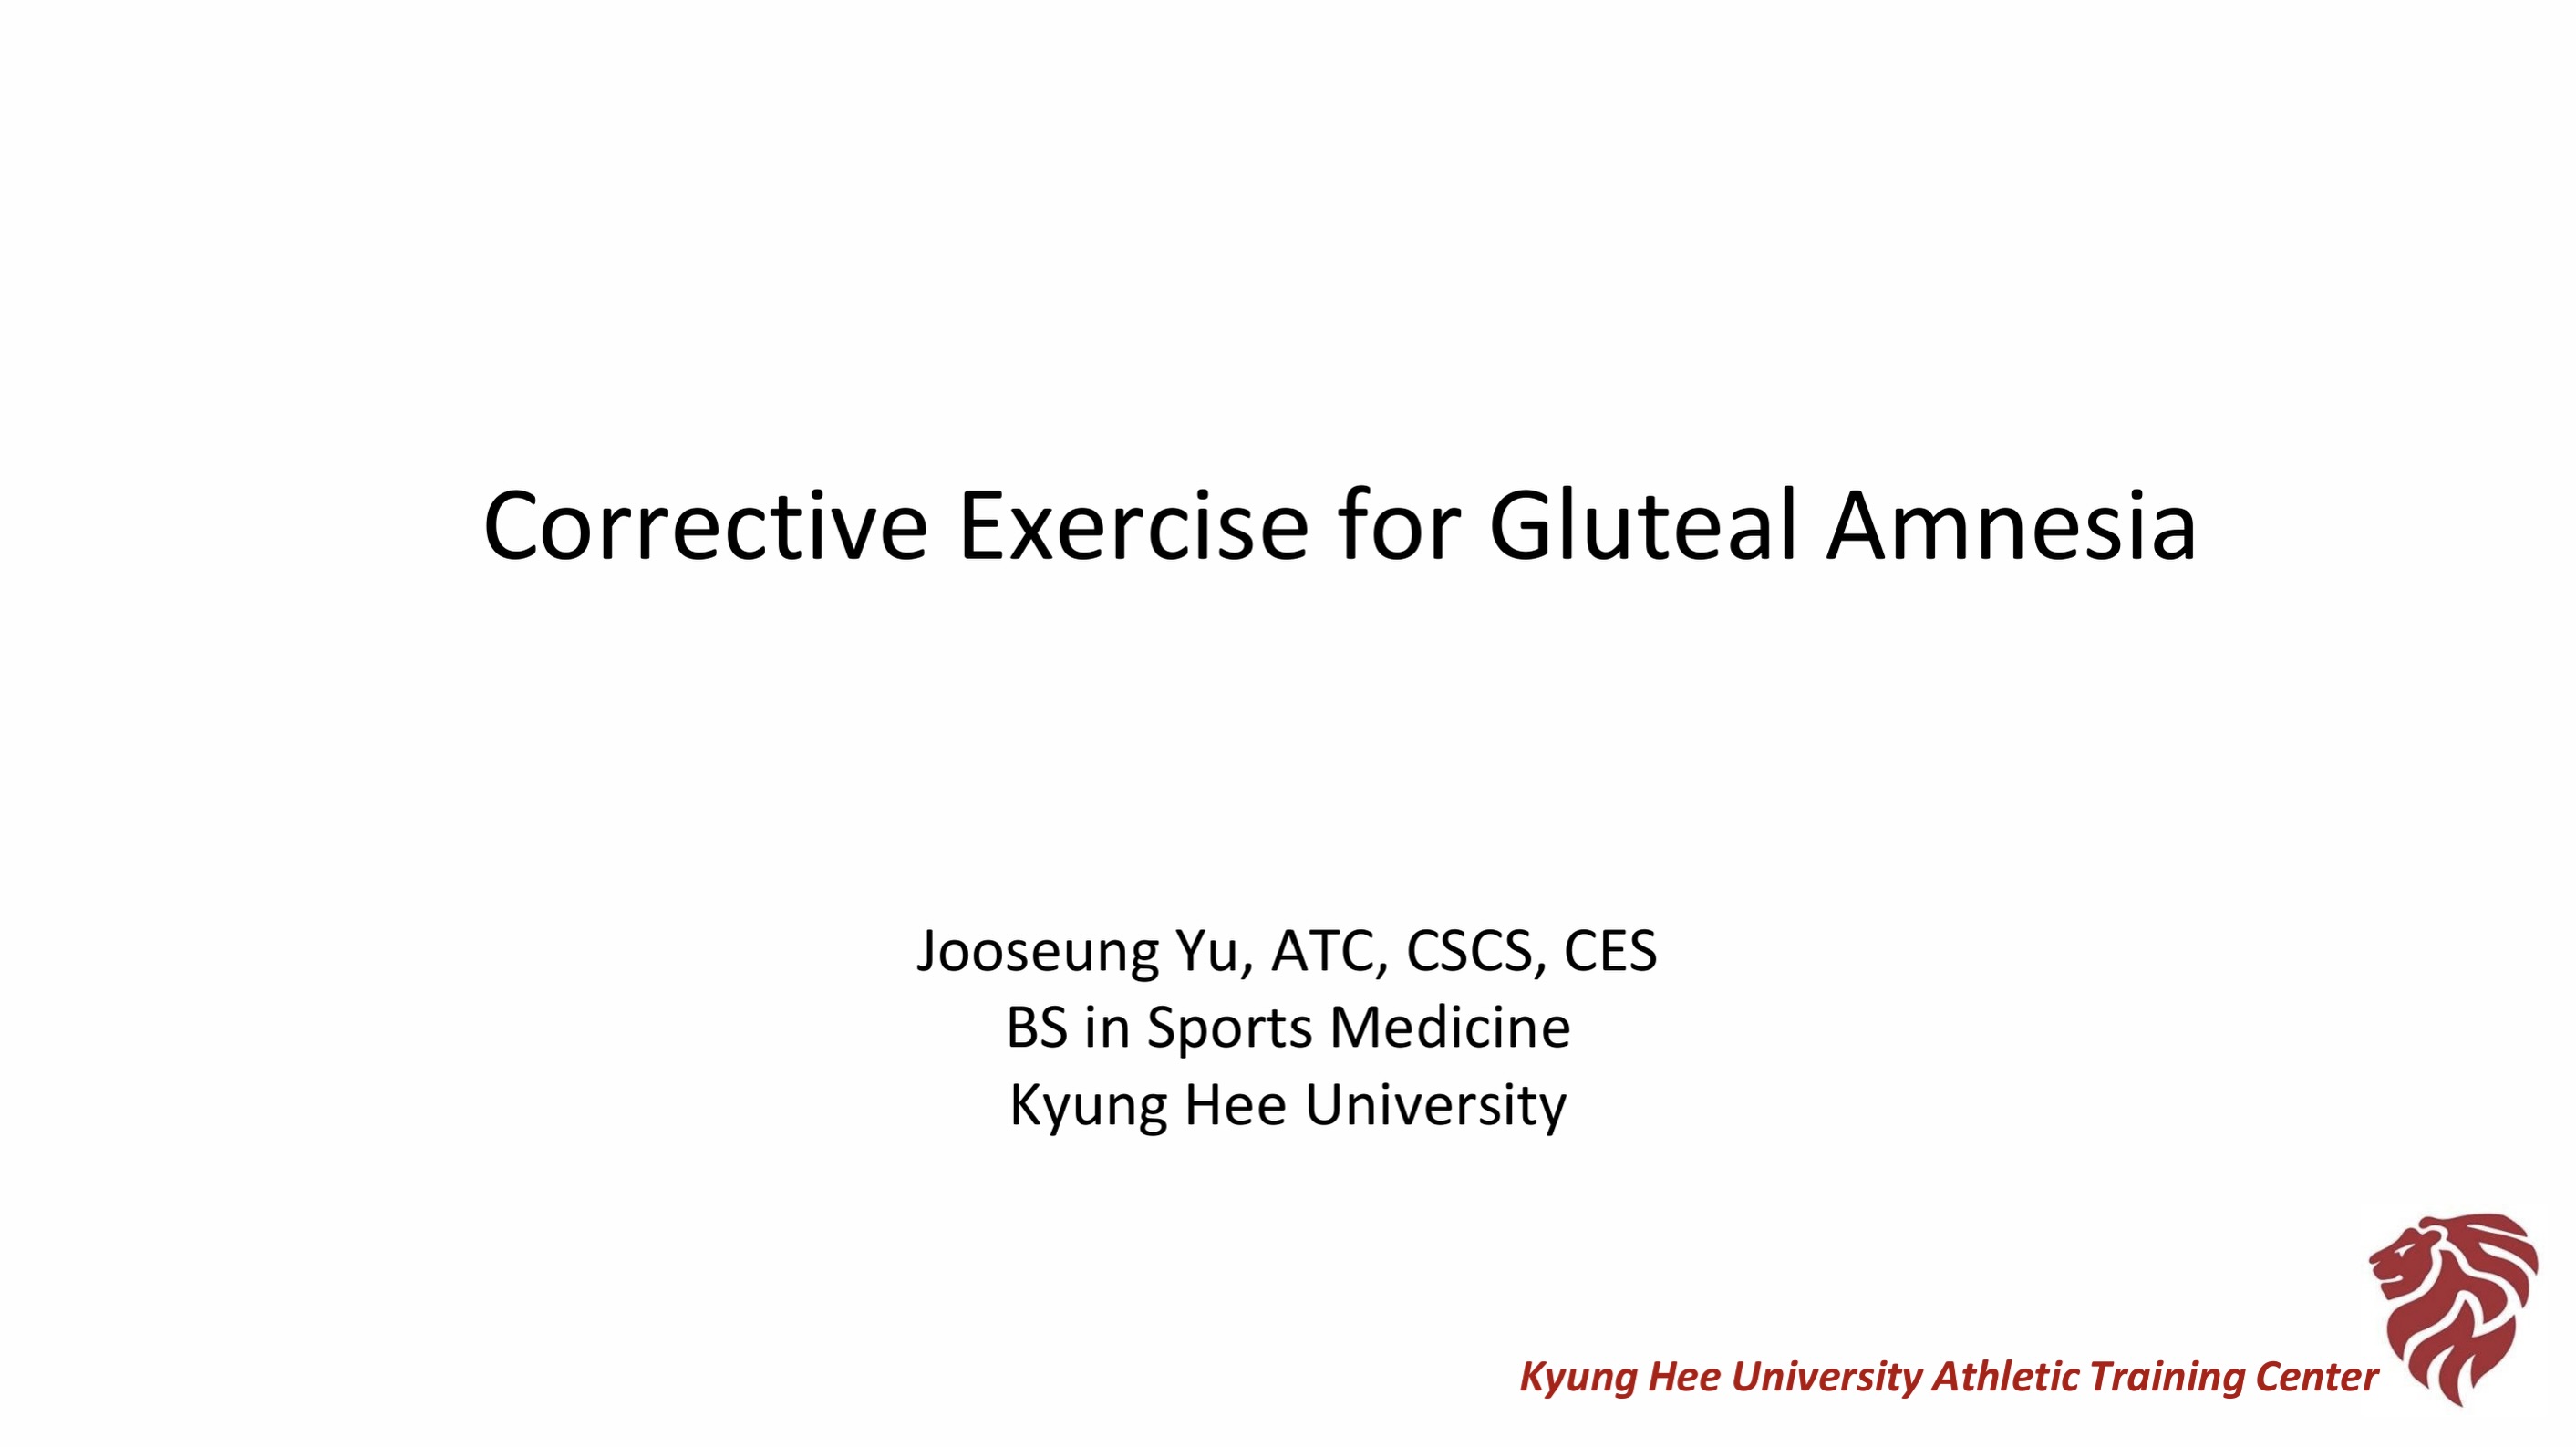 Corrective Exercise for Gluteal Amnesia
Jooseung Yu, ATC, CSCS, CES
BS in Sports Medicine
Kyung Hee University
Kyung Hee University Athletic Training Center